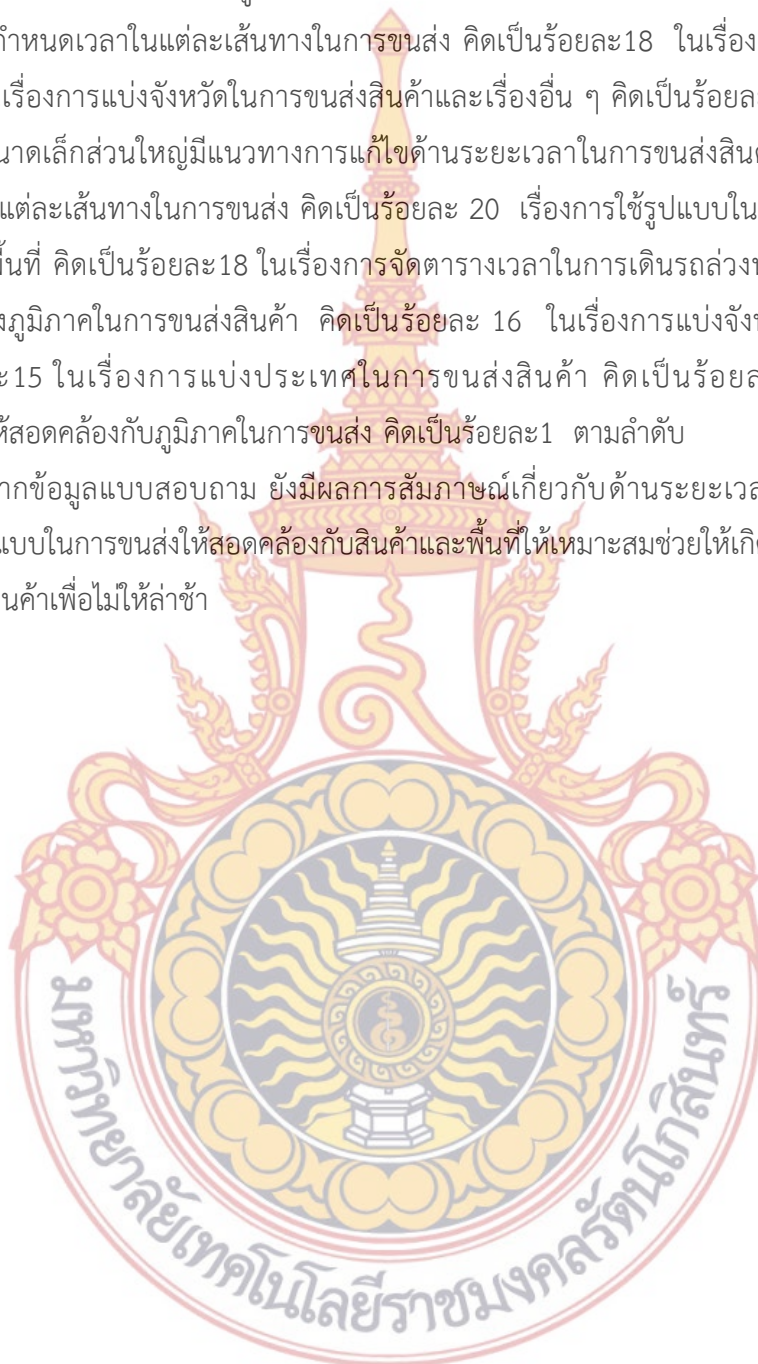 กำหนดเวลาในแต่ละเส้นทางในการขนส่ง คิดเป็นร้อยละ18 ในเรื่อง
เรื่องการแบ่งจังหวัดในการขนส่งสินค้าและเรื่องอื่น ๆ คิดเป็นร้อยละ
นาดเล็กส่วนใหญ่มีแนวทางการแก้ไขด้านระยะเวลาในการขนส่งสินค้
แต่ละเส้นทางในการขนส่ง คิดเป็นร้อยละ 20 เรื่องการใช้รูปแบบใน
พื้นที่ คิดเป็นร้อยละ18 ในเรื่องการจัดตารางเวลาในการเดินรถล่วงห
งภูมิภาคในการขนส่งสินค้า คิดเป็นร้อยละ 16 ในเรื่องการแบ่งจังห
ะ15 ในเรื่องการแบ่งประเทศในการขนส่งสินค้า คิดเป็นร้อยล
ห้สอดคล้องกับภูมิภาคในการขนส่ง คิดเป็นร้อยละ1 ตามลำดับ
ากข้อมูลแบบสอบถาม ยังมีผลการสัมภาษณ์เกี่ยวกับด้านระยะเวล
แบบในการขนส่งให้สอดคล้องกับสินค้าและพื้นที่ให้เหมาะสมช่วยให้เกิ
นค้าเพื่อไม่ให้ล่าช้า
มหาวิทยาลัยเทคโนโลยีราชมงคลรัตนโกสินทร์